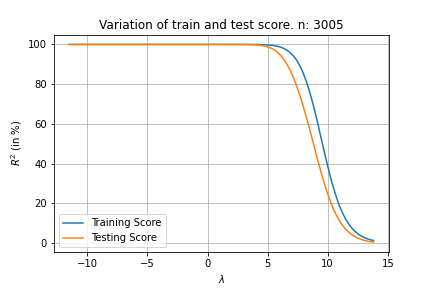 Variation of train and test score. n: 3005
R² (in %)
100
80
60
40
20
0
Training Score
Testing Score
−10 −5 0 5 10 15
λ